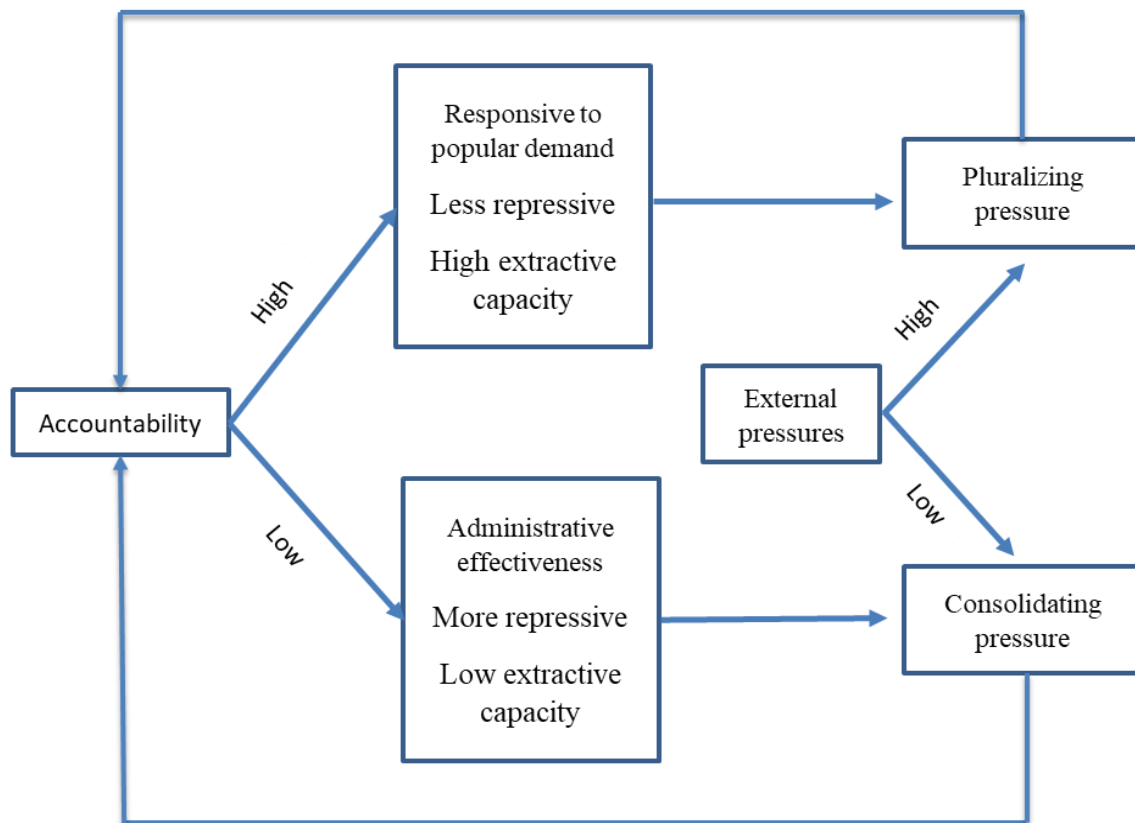 Responsive to
popular demand
Less repressive
High extractive
capacity
Pluralizing
pressure
High
High
Accountability
External
pressures
Low
Low
Administrative
effectiveness
More repressive
Low extractive
capacity
Consolidating
pressure